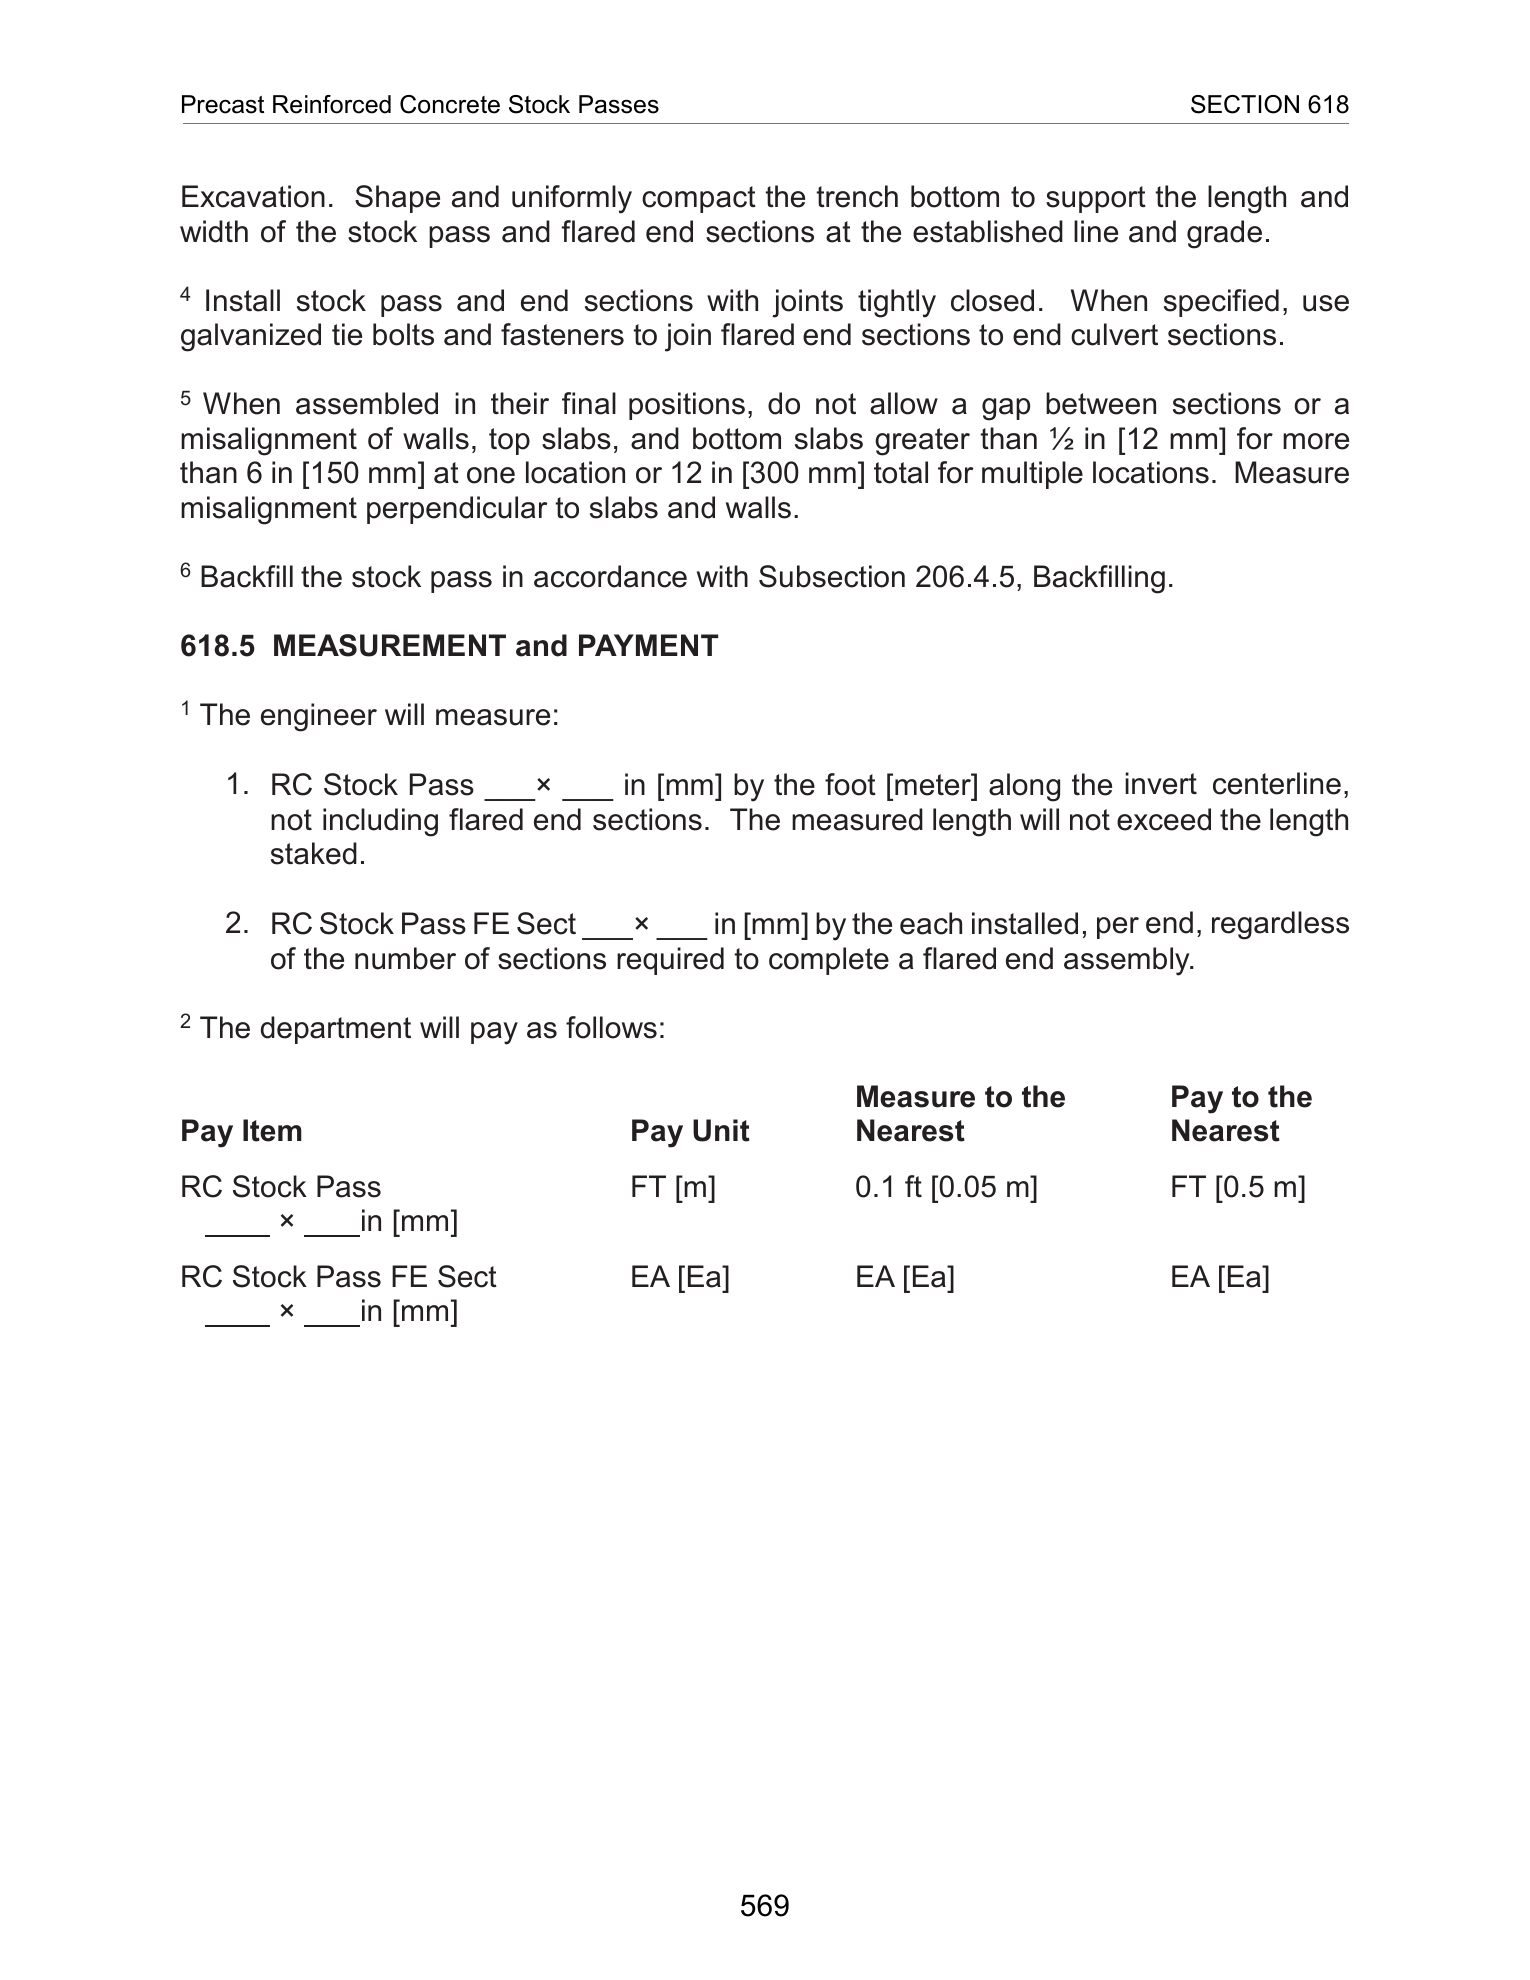 Precast Reinforced Concrete Stock Passes SECTION 618
Excavation. Shape and uniformly compact the trench bottom to support the length and
width of the stock pass and flared end sections at the established line and grade.
4 Install stock pass and end sections with joints tightly closed. When specified, use
galvanized tie bolts and fasteners to join flared end sections to end culvert sections.
5 When assembled in their final positions, do not allow a gap between sections or a
misalignment of walls, top slabs, and bottom slabs greater than ½ in [12 mm] for more
than 6 in [150 mm] at one location or 12 in [300 mm] total for multiple locations. Measure
misalignment perpendicular to slabs and walls.
6 Backfill the stock pass in accordance with Subsection 206.4.5, Backfilling.
618.5 MEASUREMENT and PAYMENT
1 The engineer will measure:
1. RC Stock Pass ___× ___ in [mm] by the foot [meter] along the invert centerline,
not including flared end sections. The measured length will not exceed the length
staked.
2. RC Stock Pass FE Sect ___× ___ in [mm] by the each installed, per end, regardless
of the number of sections required to complete a flared end assembly.
2 The department will pay as follows:
Measure to the Pay to the
Pay Item Pay Unit Nearest Nearest
RC Stock Pass FT [m] 0.1 ft [0.05 m] FT [0.5 m]
____ × ___in [mm]
RC Stock Pass FE Sect EA [Ea] EA [Ea] EA [Ea]
____ × ___in [mm]
569